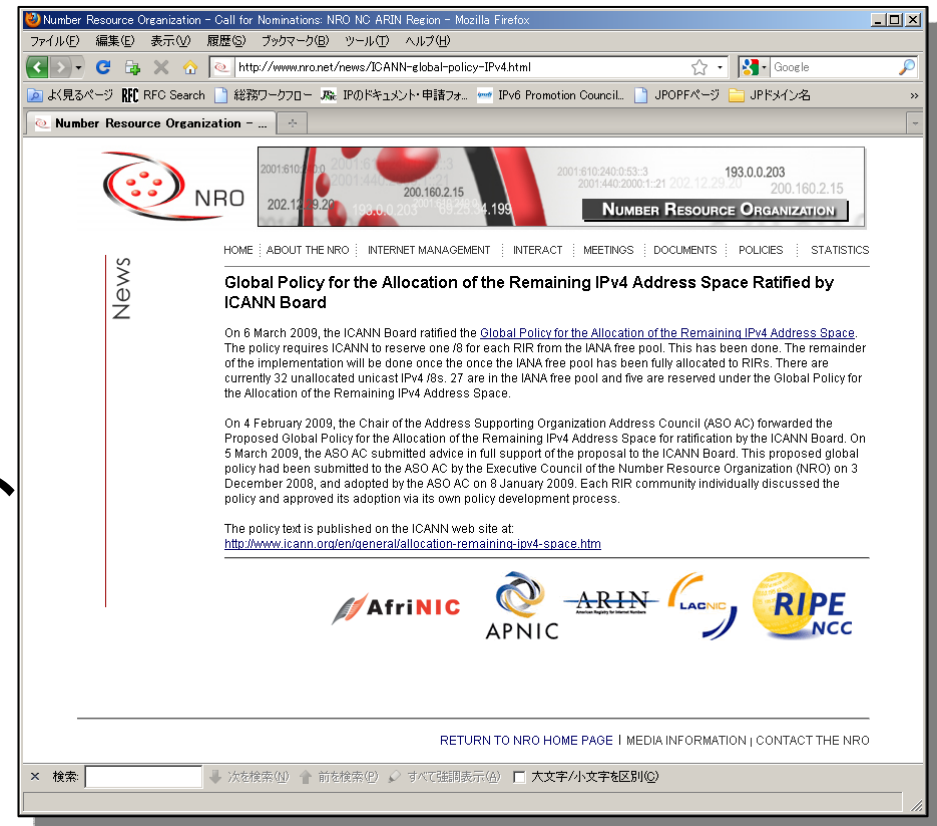 Number Resource Organization - Call for Nominations: NRO NC ARIN Region - Mozilla Firefox
ファイル(F) 編集(E) 表示(V) 履歴(S) ブックマーク(B) ツール(T) ヘルプ(H)
http://www.nro.net/news/ICANN-global-policy-IPv4.html
Google
よく見るページ RFC RFC Search 総務ワークフロー IPのドキュメント・申請フォ... IPv6 Promotion Council... JPOPFページ JPドメイン名 »
Number Resource Organization - ...
NRO
200.160.2.15
193.0.0.203
2001:610:240:0:53::3
2001:440:2000:1::21 202.12.29.20
200.160.2.15
NUMBER RESOURCE ORGANIZATION
HOME ABOUT THE NRO INTERNET MANAGEMENT INTERACT MEETINGS DOCUMENTS POLICIES STATISTICS
News
Global Policy for the Allocation of the Remaining IPv4 Address Space Ratified by
ICANN Board
On 6 March 2009, the ICANN Board ratified the Global Policy for the Allocation of the Remaining IPv4 Address Space.
The policy requires ICANN to reserve one /8 for each RIR from the IANA free pool. This has been done. The remainder
of the implementation will be done once the once the IANA free pool has been fully allocated to RIRs. There are
currently 32 unallocated unicast IPv4 /8s. 27 are in the IANA free pool and five are reserved under the Global Policy for
the Allocation of the Remaining IPv4 Address Space.
On 4 February 2009, the Chair of the Address Supporting Organization Address Council (ASO AC) forwarded the
Proposed Global Policy for the Allocation of the Remaining IPv4 Address Space for ratification by the ICANN Board. On
5 March 2009, the ASO AC submitted advice in full support of the proposal to the ICANN Board. This proposed global
policy had been submitted to the ASO AC by the Executive Council of the Number Resource Organization (NRO) on 3
December 2008, and adopted by the ASO AC on 8 January 2009. Each RIR community individually discussed the
policy and approved its adoption via its own policy development process.
The policy text is published on the ICANN web site at:
http://www.icann.org/en/general/allocation-remaining-ipv4-space.htm
AfriNIC
APNIC
ARIN
American Registry for Internet Numbers
LACNIC
RIPE
NCC
RETURN TO NRO HOME PAGE | MEDIA INFORMATION | CONTACT THE NRO
× 検索: 次を検索(N) 前を検索(P) すべて強調表示(A) 大文字/小文字を区別(C)